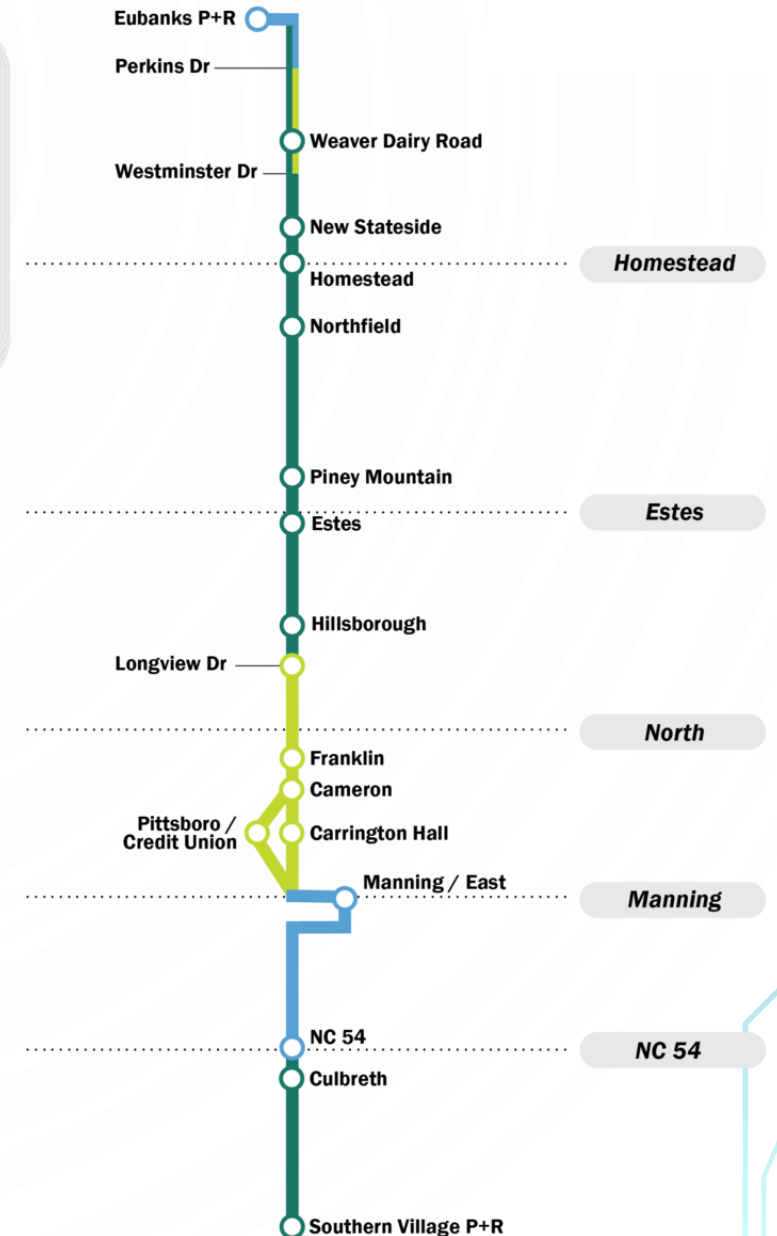 Eubanks P+R
Perkins Dr
Weaver Dairy Road
Westminster Dr
New Stateside
Homestead
Homestead
Northfield
Piney Mountain
Estes
Estes
Hillsborough
Longview Dr
North
Franklin
Cameron
Pittsboro /
Credit Union
Carrington Hall
Manning / East
Manning
NC 54
NC 54
Culbreth
Southern Village P+R